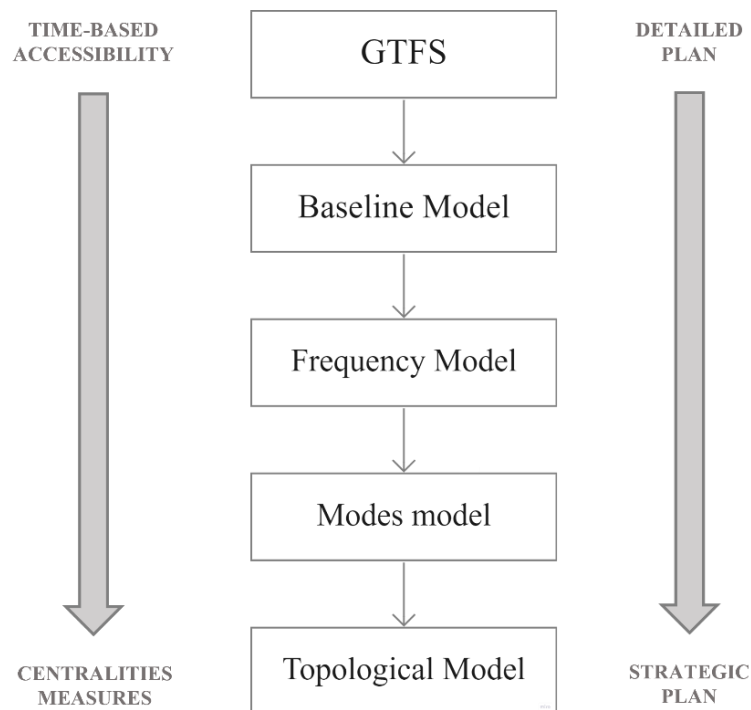 TIME-BASED
ACCESSIBILITY
GTFS
DETAILED
PLAN
Baseline Model
Frequency Model
Modes model
Topological Model
CENTRALITIES
MEASURES
STRATEGIC
PLAN